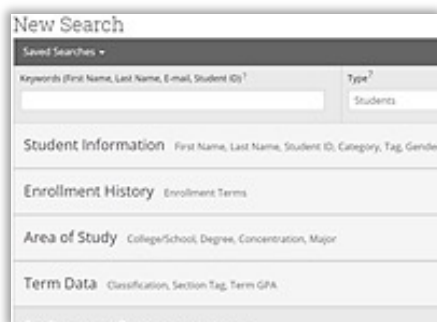 New Search
Saved Searches
Keywords (First Name, Last Name, E-mail, Student ID) ?
Type ?
Students
Student Information First Name, Last Name, Student ID, Category, Tag, Gender
Enrollment History Enrollment Terms
Area of Study College/School, Degree, Concentration, Major
Term Data Classification, Section Tag, Term GPA